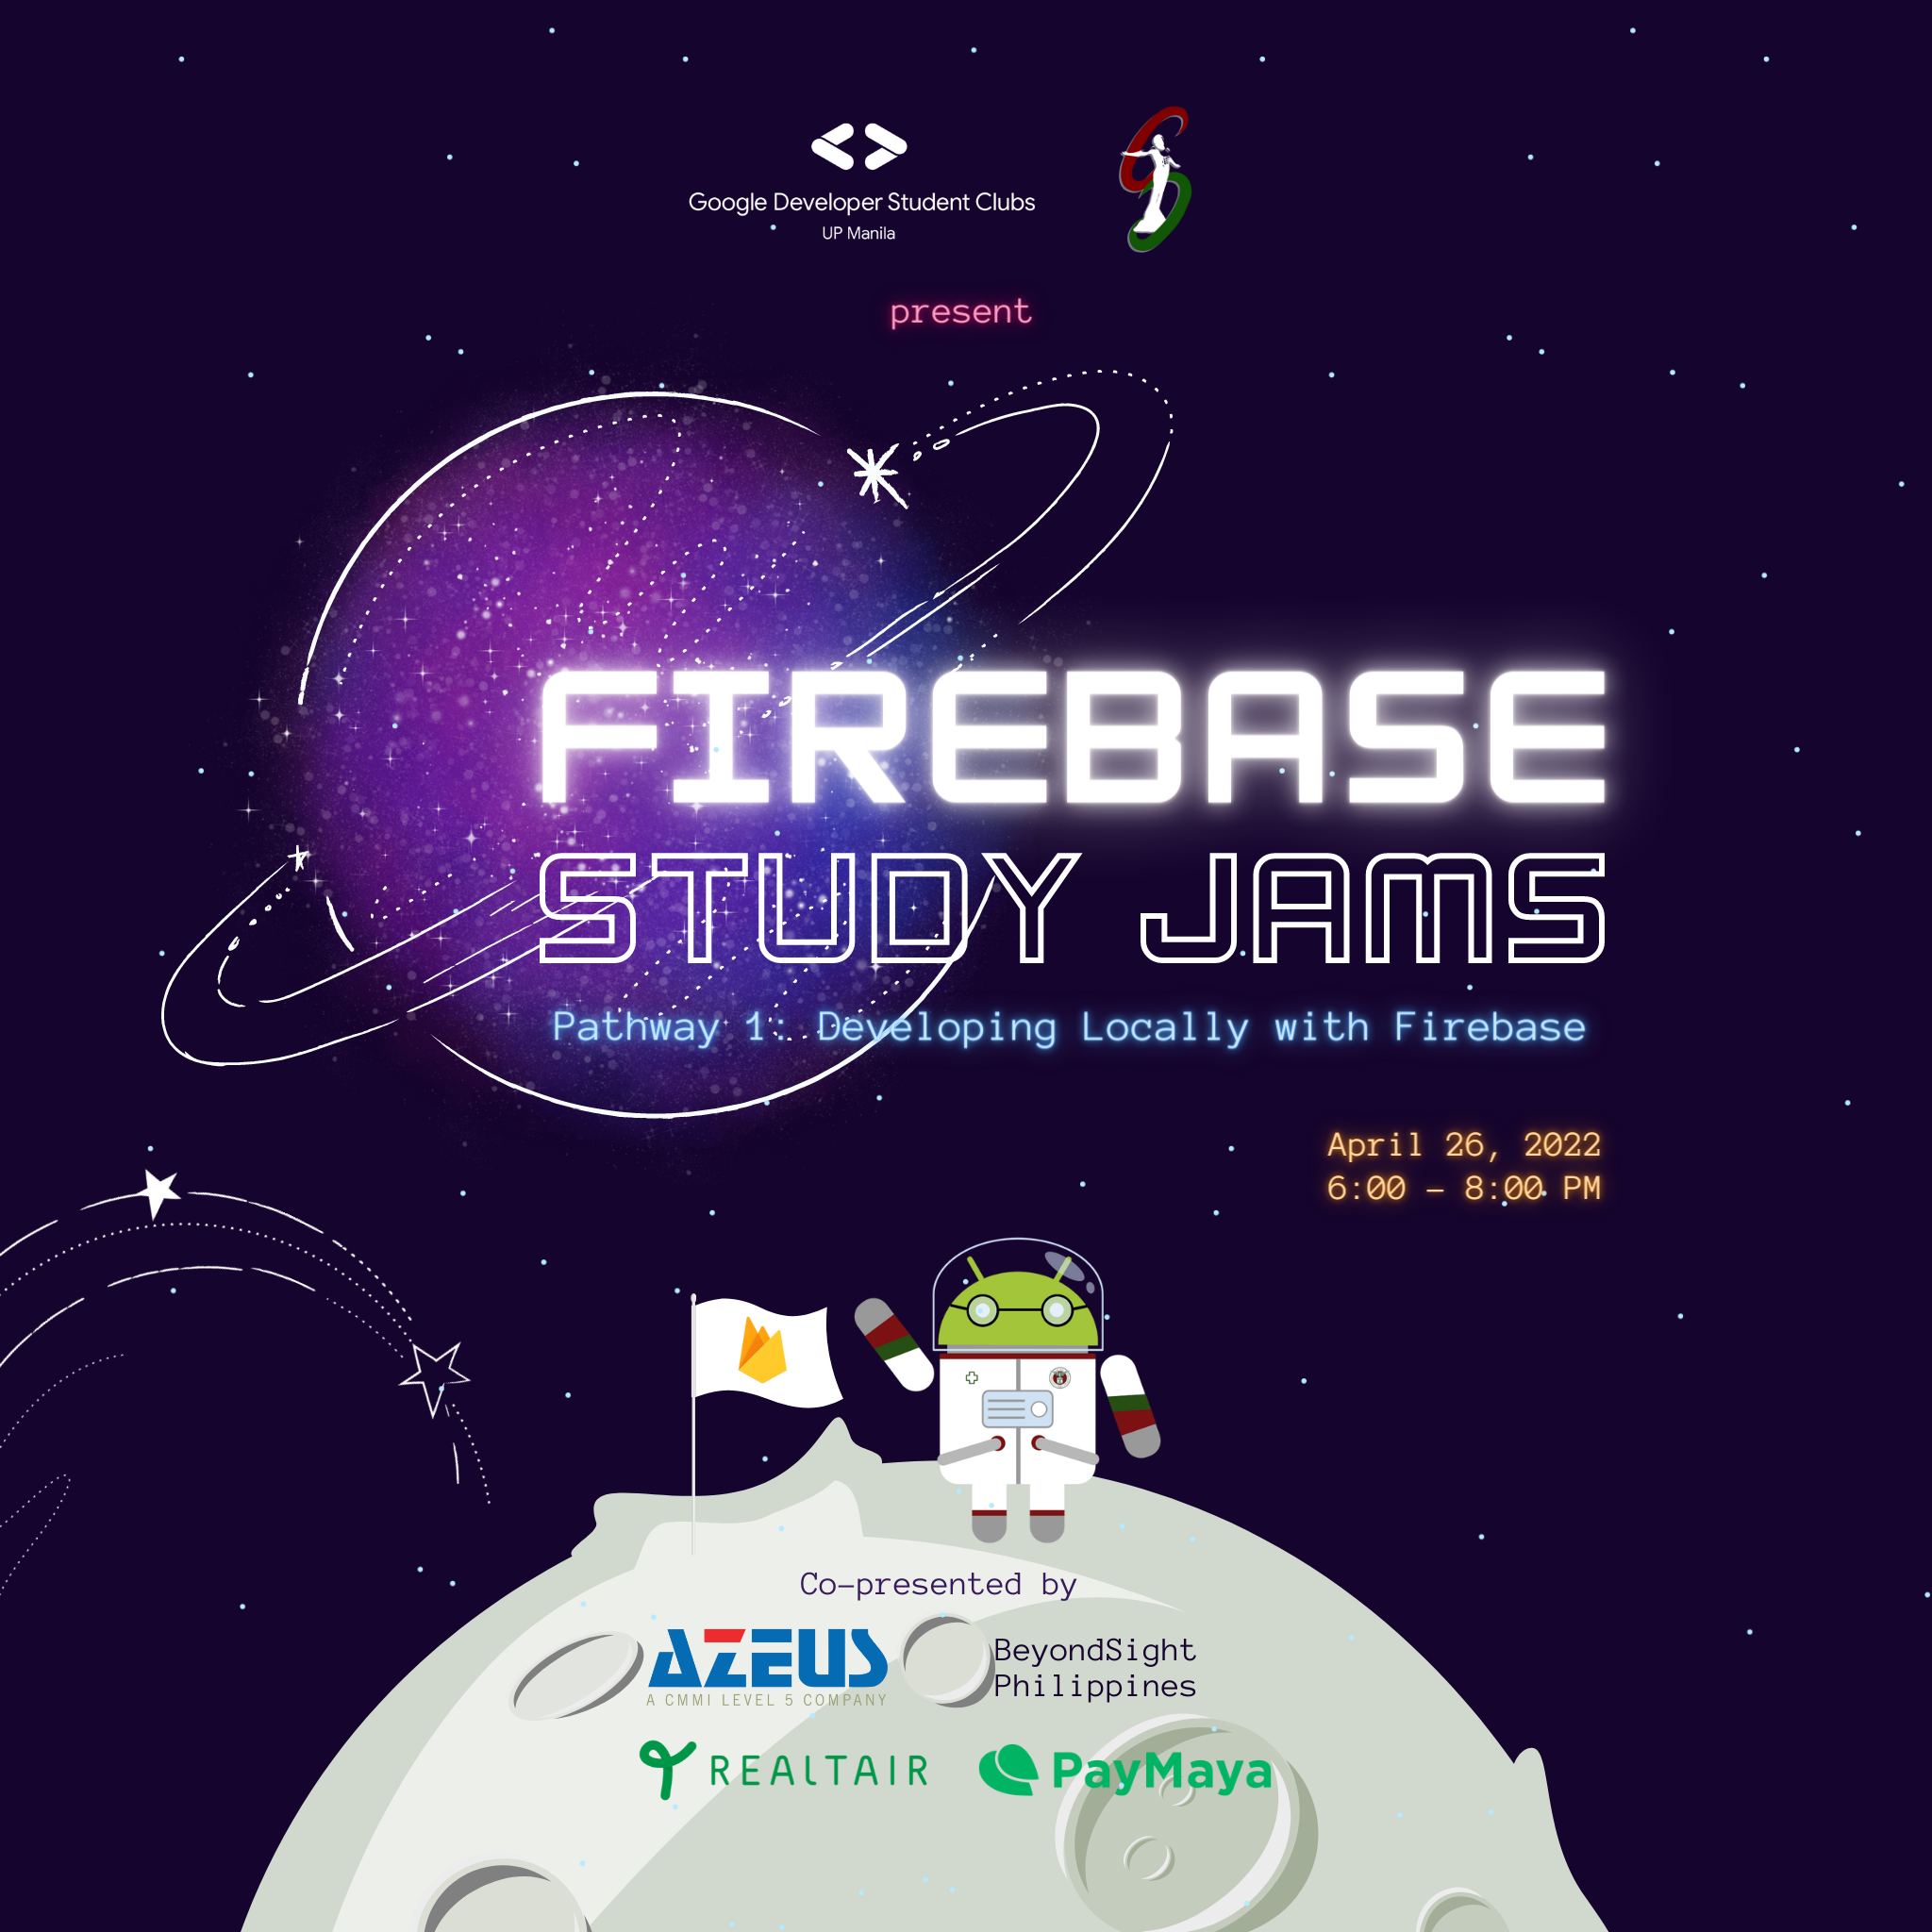 Google Developer Student Clubs
UP Manila
present
FIREBASE
STUDY JAMS
Pathway 1: Developing Locally with Firebase
April 26, 2022
6:00 – 8:00 PM
Co–presented by
AZEUS
A CMMI LEVEL 5 COMPANY
BeyondSight
Philippines
REALTAIR
PayMaya